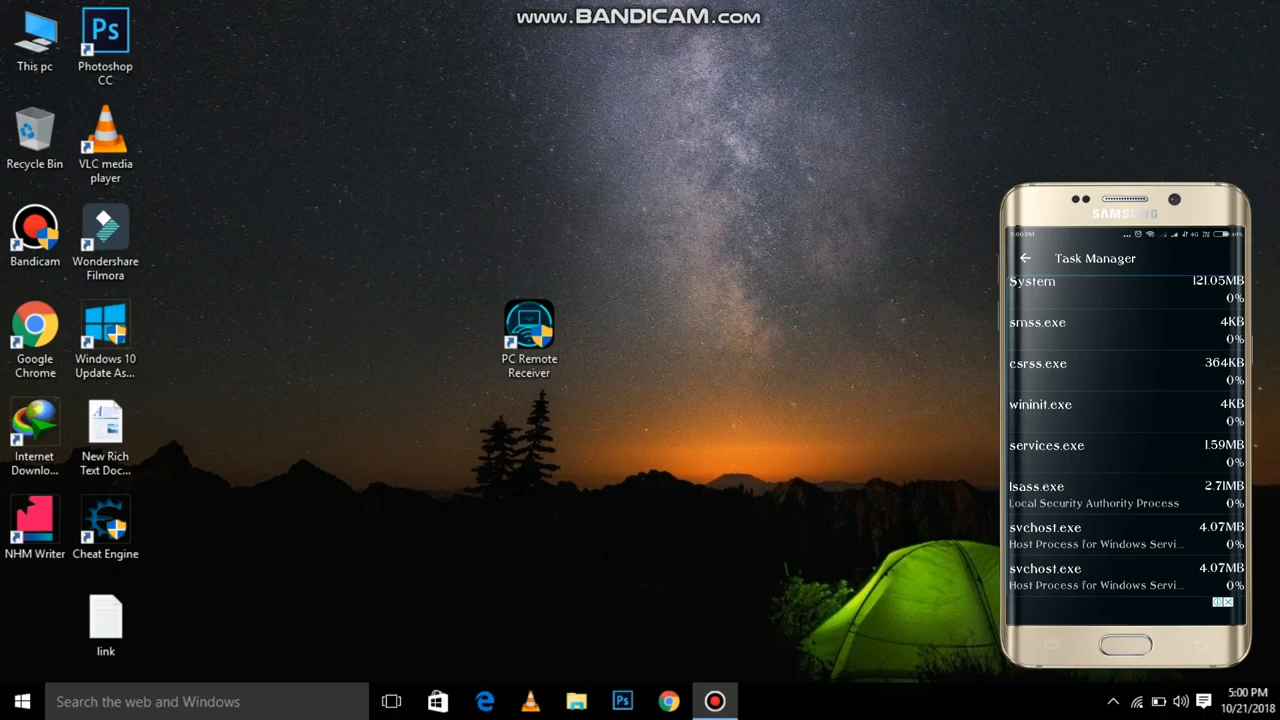 www.BANDICAM.com
This pc
Photoshop
CC
Recycle Bin
VLC media
player
Bandicam
Wondershare
Filmora
Google
Chrome
Windows 10
Update As...
Internet
Downlo...
New Rich
Text Doc...
NHM Writer
Cheat Engine
link
PC Remote
Receiver
SAMSUNG
5:00 PM
4G
40%
Task Manager
System 121.05MB
0%
smss.exe 4KB
0%
csrss.exe 364KB
0%
wininit.exe 4KB
0%
services.exe 1.59MB
0%
lsass.exe 2.71MB
Local Security Authority Process 0%
svchost.exe 4.07MB
Host Process for Windows Servi... 0%
svchost.exe 4.07MB
Host Process for Windows Servi... 0%
Search the web and Windows
5:00 PM
10/21/2018